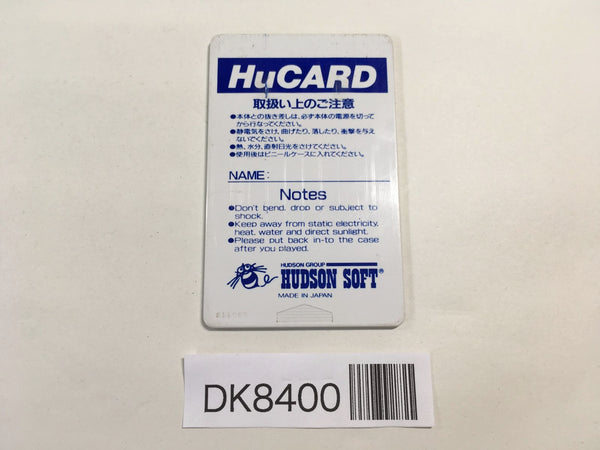 HuCARD
取扱い上のご注意
●本体との抜き差しは、必ず本体の電源を切って
から行なってください。
●静電気をさけ、曲げたり、落したり、衝撃を与え
ないでください。
●熱、水分、直射日光をさけてください。
●使用後はビニールケースに入れてください。
NAME:
Notes
●Don't bend, drop or subject to
shock.
●Keep away from static electricity,
heat, water and direct sunlight.
●Please put back in-to the case
after you played.
HUDSON GROUP
HUDSON SOFT®
MADE IN JAPAN
DK8400